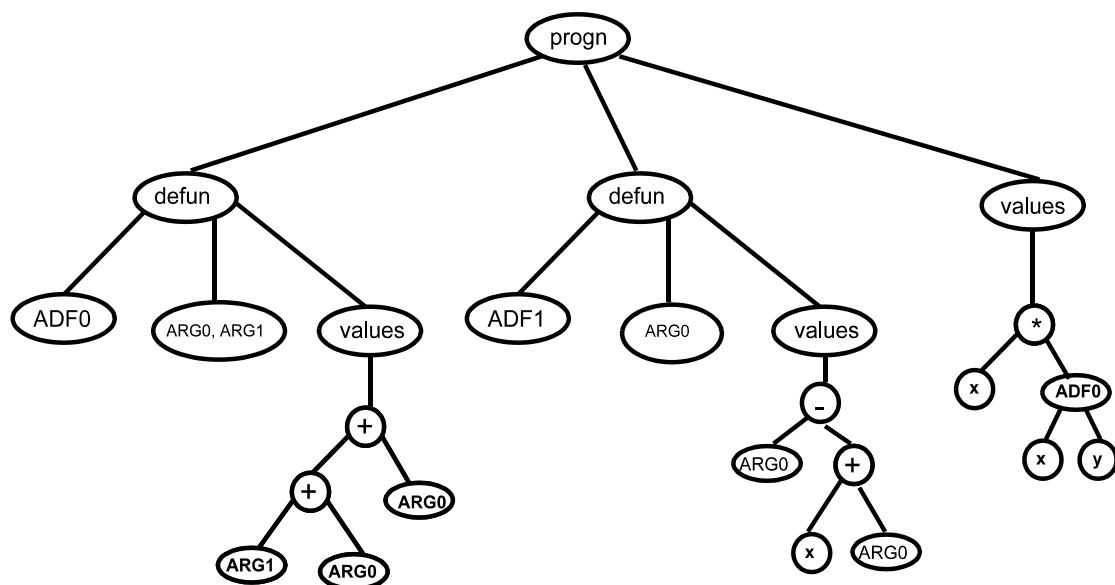 progn
defun
defun
values
ADF0
ARG0, ARG1
values
ADF1
ARG0
values
*
x
ADF0
x
y
+
+
ARG0
ARG1
ARG0
-
ARG0
+
x
ARG0